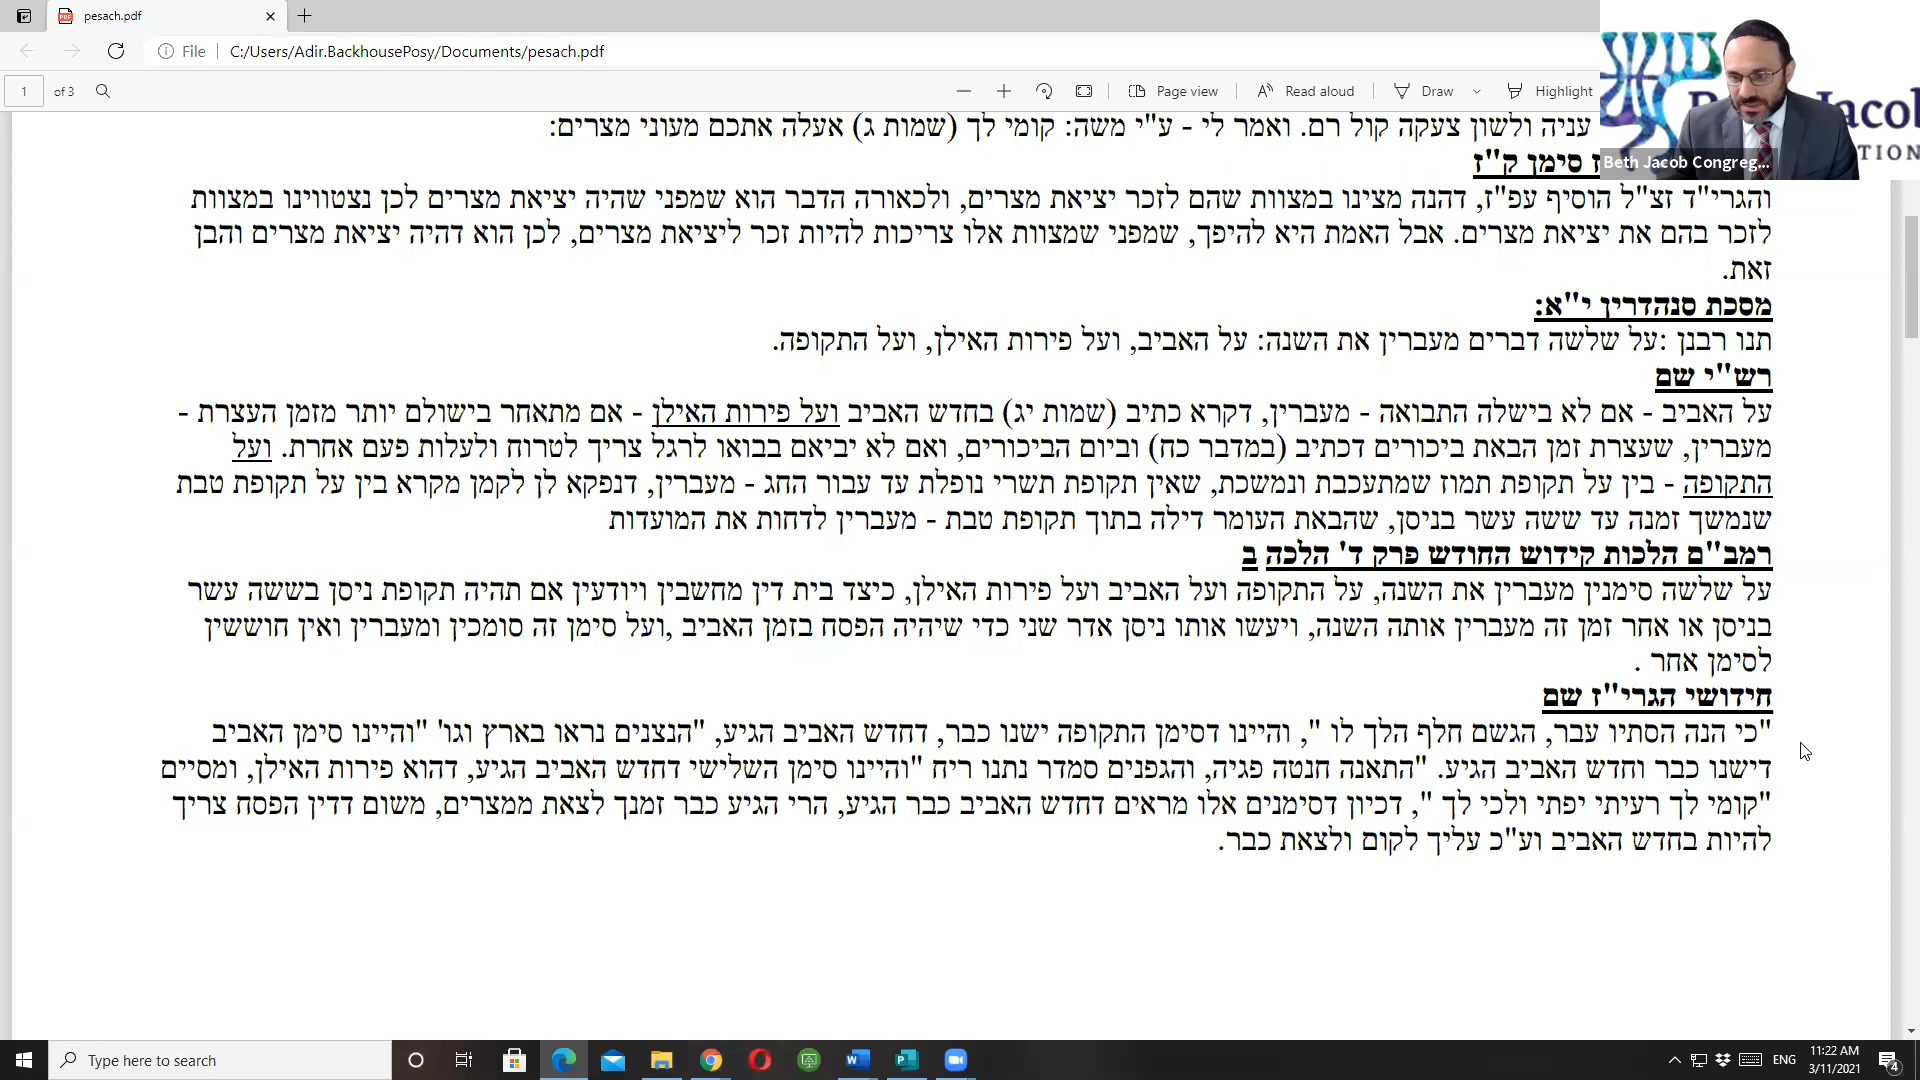 pesach.pdf
File C:/Users/Adir.BackhousePosy/Documents/pesach.pdf
1 of 3 Page view Read aloud Draw Highlight
Beth Jacob Congreg...
Jacob
TION
עניה ולשון צעקה קול רם. ואמר לי - ע"י משה: קומי לך (שמות ג) אעלה אתכם מעוני מצרים:
סימן ק"ז
והגרי"ד זצ"ל הוסיף עפ"ז, דהנה מצינו במצוות שהם לזכר יציאת מצרים, ולכאורה הדבר הוא שמפני שהיה יציאת מצרים לכן נצטווינו במצוות
לזכר בהם את יציאת מצרים. אבל האמת היא להיפך, שמפני שמצוות אלו צריכות להיות זכר ליציאת מצרים, לכן הוא דהיה יציאת מצרים והבן
זאת.
מסכת סנהדרין י"א:
תנו רבנן :על שלשה דברים מעברין את השנה: על האביב, ועל פירות האילן, ועל התקופה.
רש"י שם
על האביב - אם לא בישלה התבואה - מעברין, דקרא כתיב (שמות יג) בחדש האביב ועל פירות האילן - אם מתאחר בישולם יותר מזמן העצרת -
מעברין, שעצרת זמן הבאת ביכורים דכתיב (במדבר כח) וביום הביכורים, ואם לא יביאם בבואו לרגל צריך לטרוח ולעלות פעם אחרת. ועל
התקופה - בין על תקופת תמוז שמתעכבת ונמשכת, שאין תקופת תשרי נופלת עד עבור החג - מעברין, דנפקא לן לקמן מקרא בין על תקופת טבת
שנמשך זמנה עד ששה עשר בניסן, שהבאת העומר דילה בתוך תקופת טבת - מעברין לדחות את המועדות
רמב"ם הלכות קידוש החודש פרק ד' הלכה ב
על שלשה סימנין מעברין את השנה, על התקופה ועל האביב ועל פירות האילן, כיצד בית דין מחשבין ויודעין אם תהיה תקופת ניסן בששה עשר
בניסן או אחר זמן זה מעברין אותה השנה, ויעשו אותו ניסן אדר שני כדי שיהיה הפסח בזמן האביב ,ועל סימן זה סומכין ומעברין ואין חוששין
לסימן אחר .
חידושי הגרי"ז שם
"כי הנה הסתיו עבר, הגשם חלף הלך לו ", והיינו דסימן התקופה ישנו כבר, דחדש האביב הגיע, "הנצנים נראו בארץ וגו' "והיינו סימן האביב
דישנו כבר וחדש האביב הגיע. "התאנה חנטה פגיה, והגפנים סמדר נתנו ריח "והיינו סימן השלישי דחדש האביב הגיע, דהוא פירות האילן, ומסיים
"קומי לך רעיתי יפתי ולכי לך ", דכיון דסימנים אלו מראים דחדש האביב כבר הגיע, הרי הגיע כבר זמנך לצאת ממצרים, משום דדין הפסח צריך
להיות בחדש האביב וע"כ עליך לקום ולצאת כבר.
Type here to search
ENG
11:22 AM
3/11/2021
4